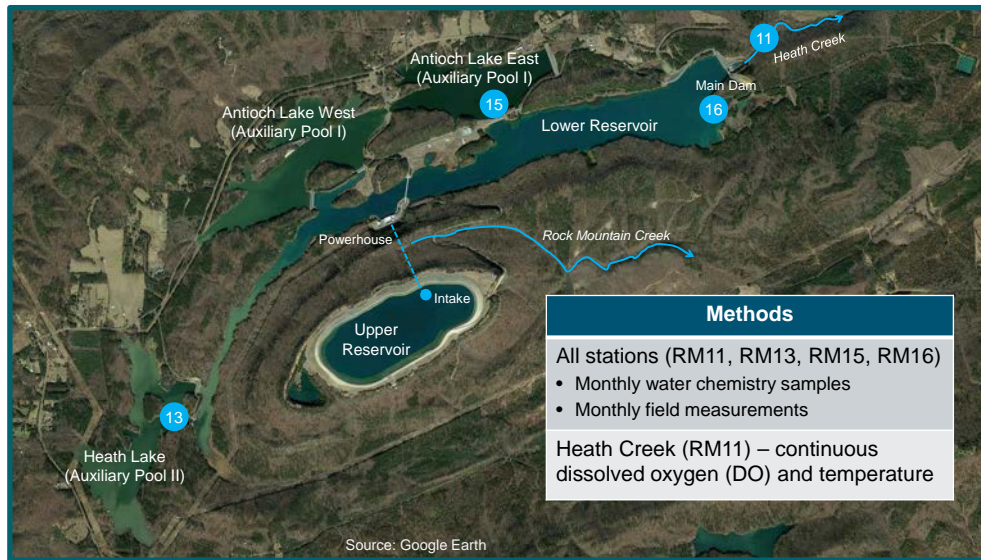 11
Heath Creek
Antioch Lake East
(Auxiliary Pool I)
Main Dam
15
16
Antioch Lake West
(Auxiliary Pool I)
Lower Reservoir
Powerhouse
Rock Mountain Creek
Intake
Upper
Reservoir
13
Heath Lake
(Auxiliary Pool II)
Methods
All stations (RM11, RM13, RM15, RM16)
• Monthly water chemistry samples
• Monthly field measurements
Heath Creek (RM11) – continuous
dissolved oxygen (DO) and temperature
Source: Google Earth